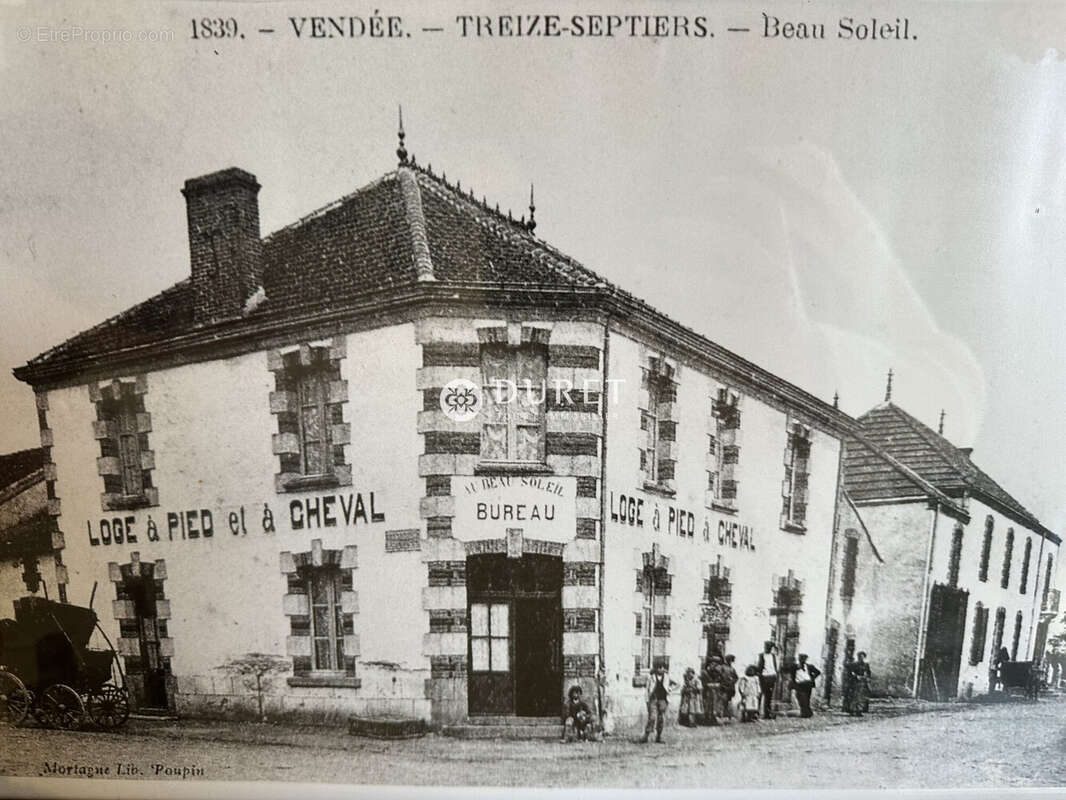 © EtreProprio.com
1839. – VENDÉE. – TREIZE-SEPTIERS. – Beau Soleil.
DURET
AU BEAU SOLEIL
BUREAU
LOGE à PIED et à CHEVAL
LOGE à PIED à CHEVAL
Mortagne Lib. Poupin